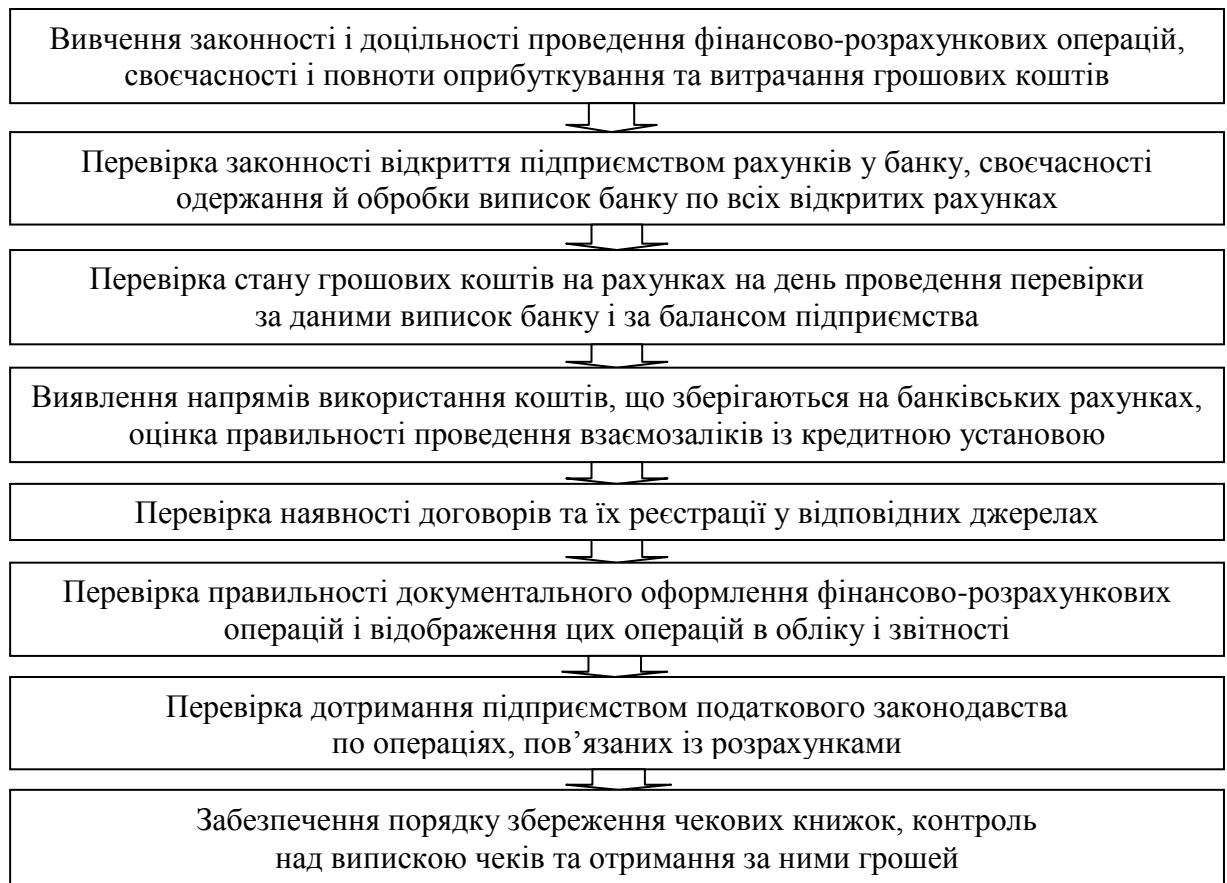 Вивчення законності і доцільності проведення фінансово-розрахункових операцій,
своєчасності і повноти оприбуткування та витрачання грошових коштів
Перевірка законності відкриття підприємством рахунків у банку, своєчасності
одержання й обробки виписок банку по всіх відкритих рахунках
Перевірка стану грошових коштів на рахунках на день проведення перевірки
за даними виписок банку і за балансом підприємства
Виявлення напрямів використання коштів, що зберігаються на банківських рахунках,
оцінка правильності проведення взаємозаліків із кредитною установою
Перевірка наявності договорів та їх реєстрації у відповідних джерелах
Перевірка правильності документального оформлення фінансово-розрахункових
операцій і відображення цих операцій в обліку і звітності
Перевірка дотримання підприємством податкового законодавства
по операціях, пов’язаних із розрахунками
Забезпечення порядку збереження чекових книжок, контроль
над випискою чеків та отримання за ними грошей